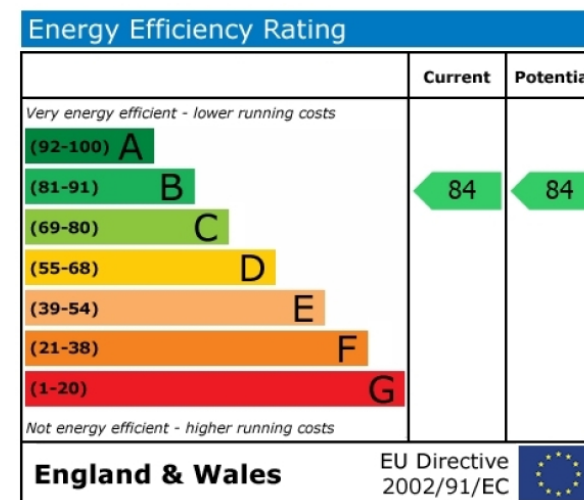 Energy Efficiency Rating
Current Potentia
Very energy efficient - lower running costs
(92-100) A
(81-91) B 84 84
(69-80) C
(55-68) D
(39-54) E
(21-38) F
(1-20) G
Not energy efficient - higher running costs
England & Wales
EU Directive
2002/91/EC